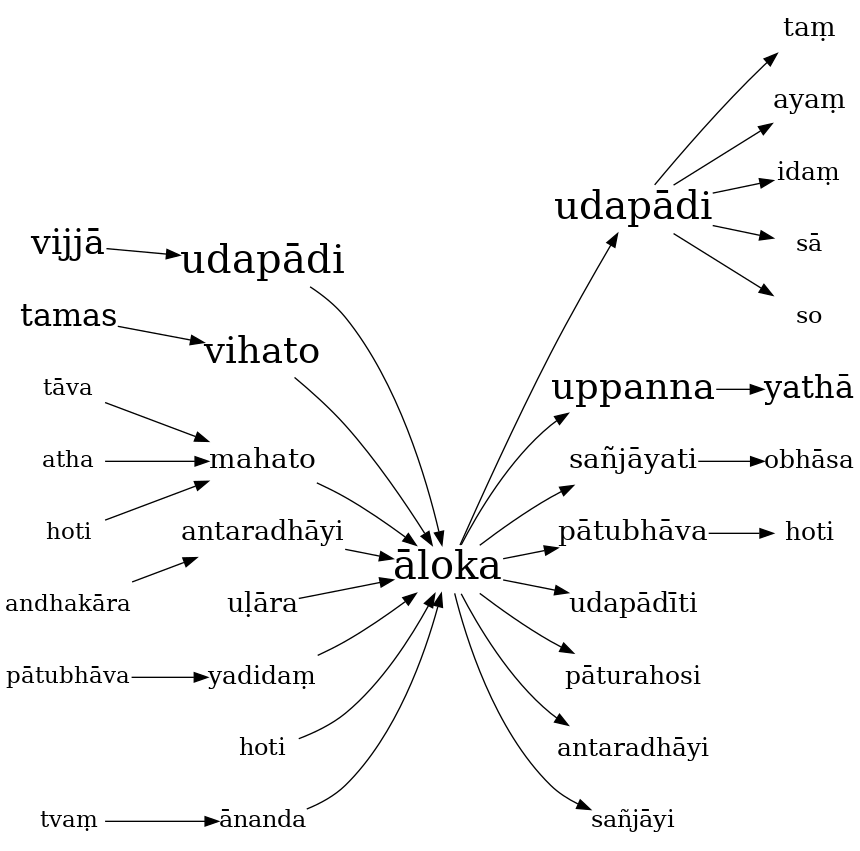 taṃ
ayaṃ
idaṃ
udapādi
sā
vijjā
udapādi
tamas
so
vihato
tāva
uppanna
yathā
atha
mahato
sañjāyati
obhāsa
hoti
antaradhāyi
pātubhāva
hoti
āloka
andhakāra
uḷāra
udapādīti
pātubhāva
yadidaṃ
pāturahosi
hoti
antaradhāyi
tvaṃ
ānanda
sañjāyi